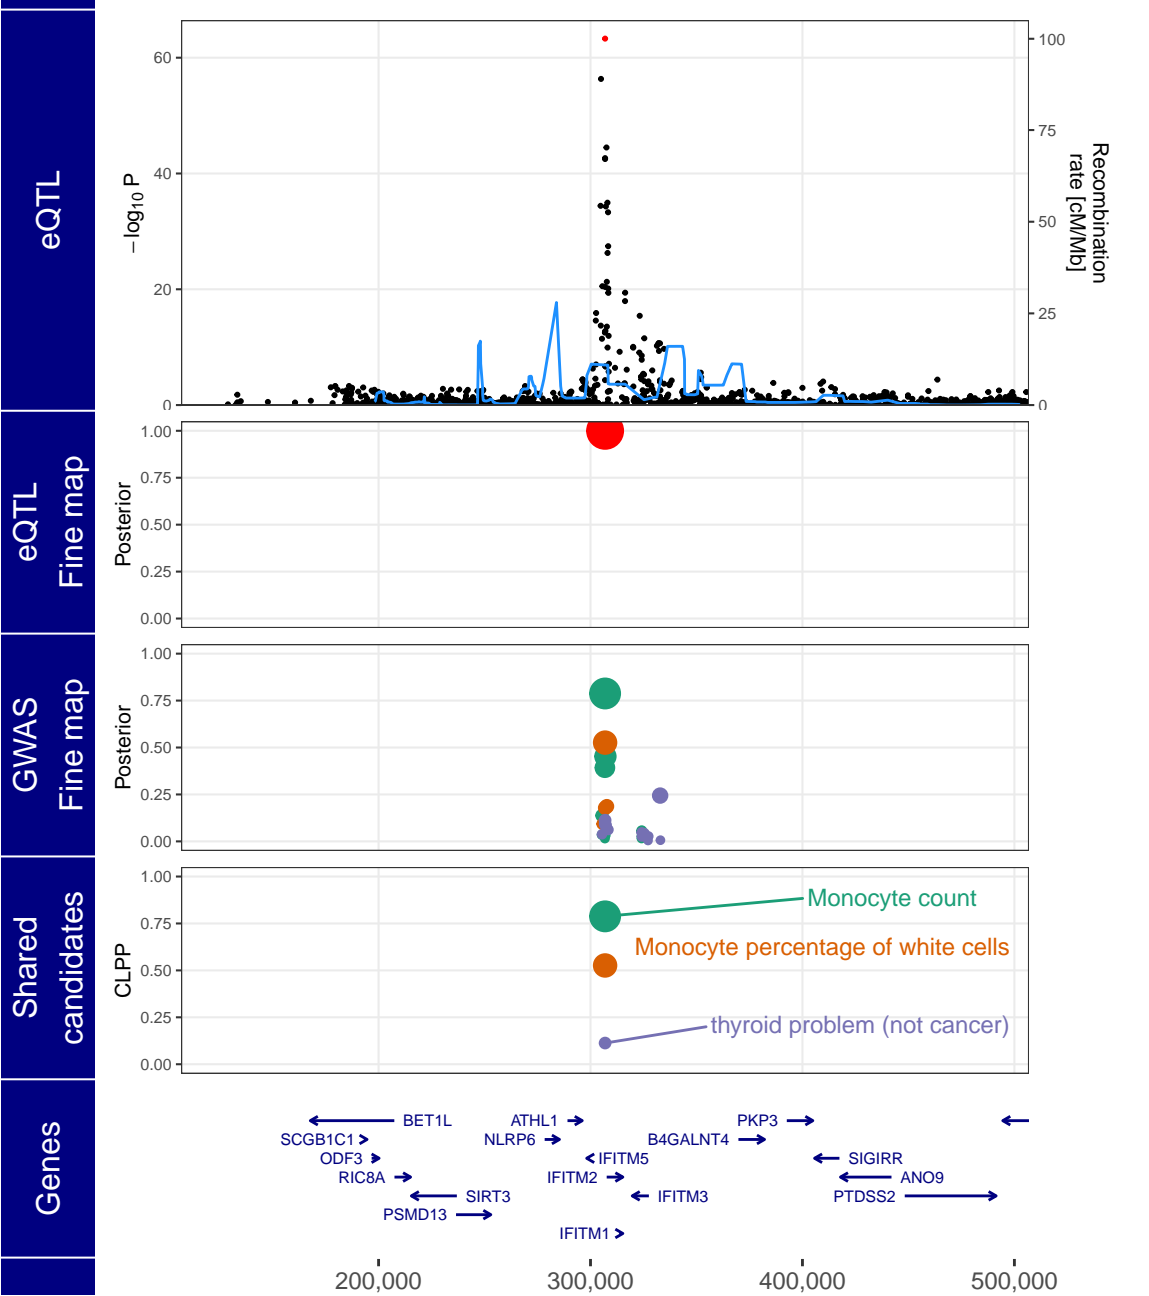 eQTL
−log10 P
60
40
20
0
100
75
50
25
0
Recombination
rate [cM/Mb]
eQTL
Fine map
Posterior
1.00
0.75
0.50
0.25
0.00
GWAS
Fine map
Posterior
1.00
0.75
0.50
0.25
0.00
Shared
candidates
CLPP
1.00
0.75
0.50
0.25
0.00
Monocyte count
Monocyte percentage of white cells
thyroid problem (not cancer)
Genes
BET1L ATHL1 PKP3
SCGB1C1 NLRP6 B4GALNT4
ODF3 IFITM5 SIGIRR
RIC8A IFITM2 ANO9
SIRT3 IFITM3 PTDSS2
PSMD13
IFITM1
200,000 300,000 400,000 500,000